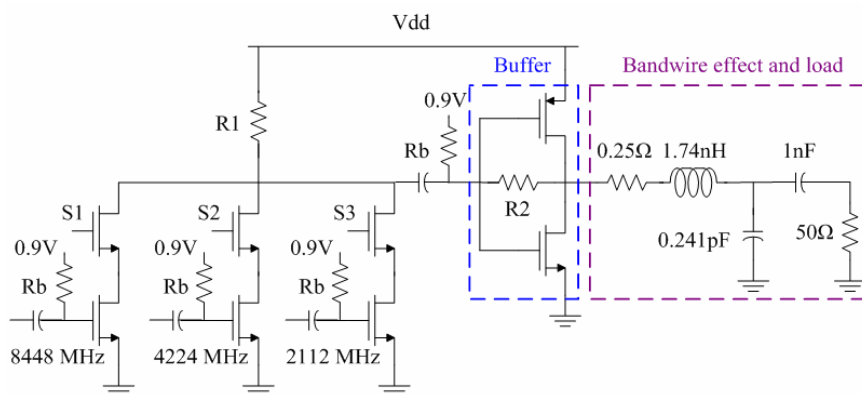 Vdd
Buffer
Bandwire effect and load
0.9V
R1
Rb
0.25Ω
1.74nH
1nF
S1
S2
S3
R2
0.9V
0.9V
0.9V
0.241pF
50Ω
Rb
Rb
Rb
8448 MHz
4224 MHz
2112 MHz